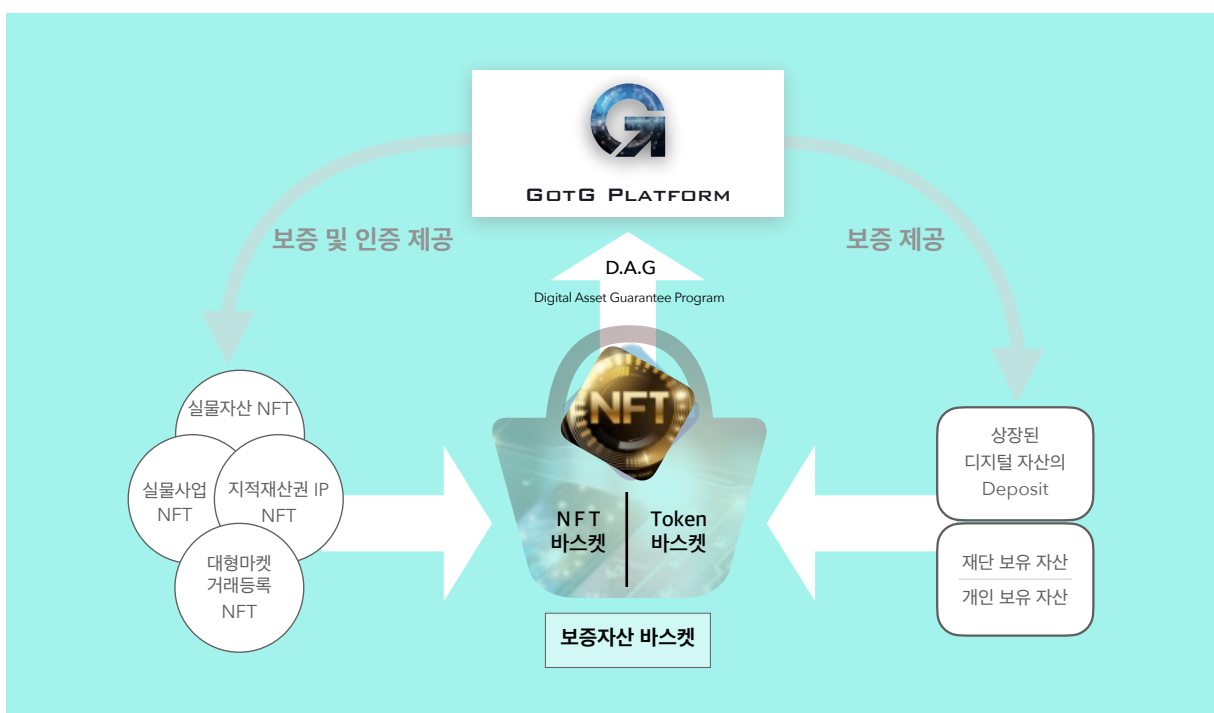 GotG Platform
보증 및 인증 제공
보증 제공
D.A.G
Digital Asset Guarantee Program
실물자산 NFT
실물사업
NFT
지적재산권 IP
NFT
대형마켓
거래등록
NFT
NFT
NFT
바스켓
Token
바스켓
보증자산 바스켓
상장된
디지털 자산의
Deposit
재단 보유 자산
개인 보유 자산